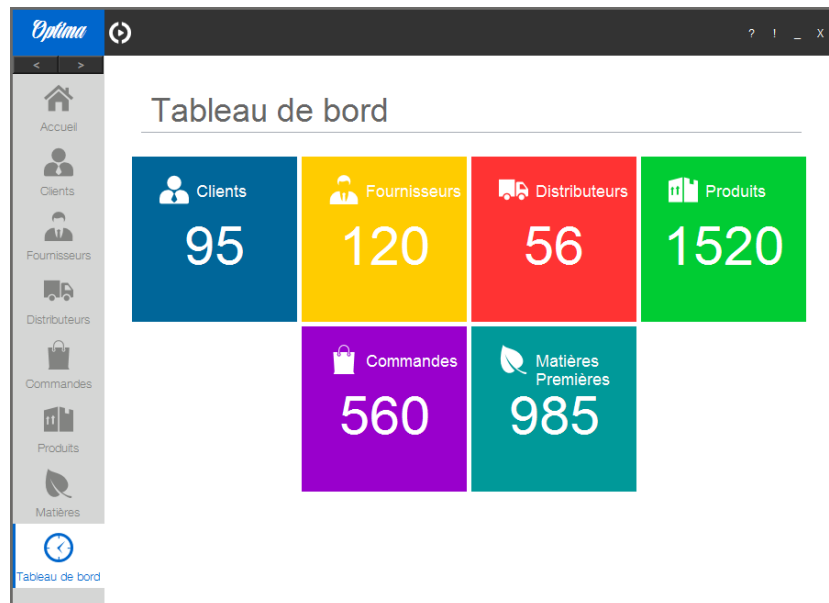 Optima
? ! _ X
< >
Accueil
Clients
Fournisseurs
Distributeurs
Commandes
Produits
Matières
Tableau de bord
Tableau de bord
Clients
95
Fournisseurs
120
Distributeurs
56
Produits
1520
Commandes
560
Matières
Premières
985